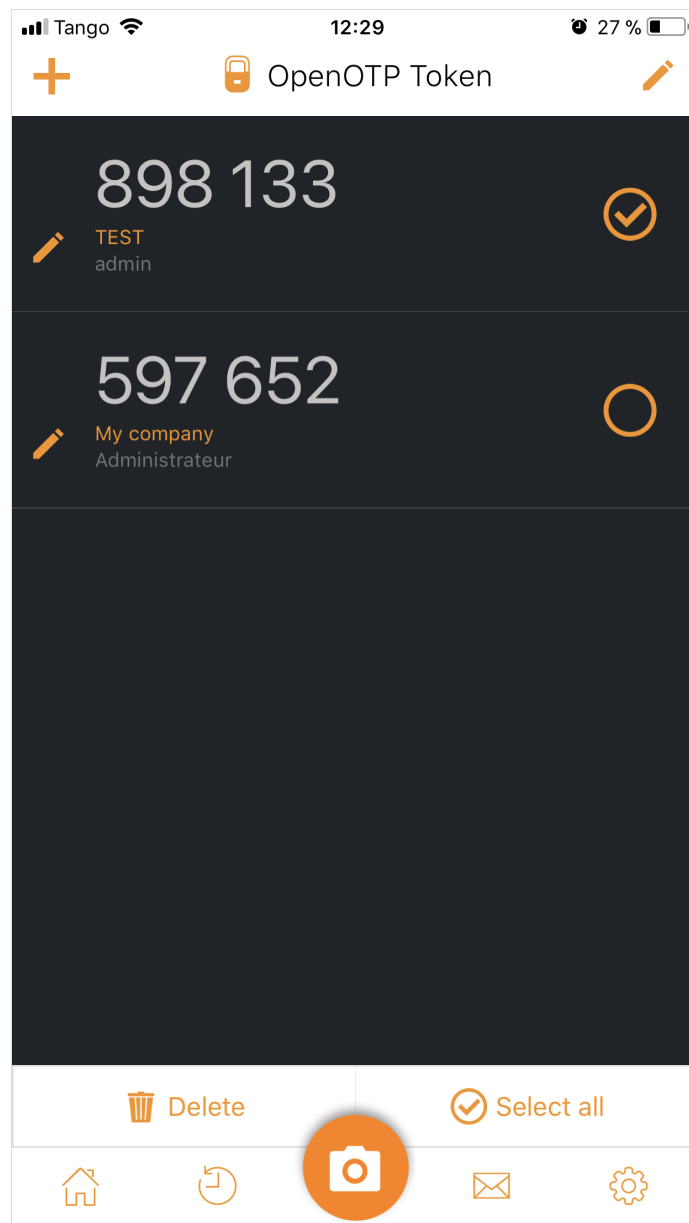 Tango 12:29 27 %
OpenOTP Token
898 133
TEST
admin
597 652
My company
Administrateur
Delete Select all